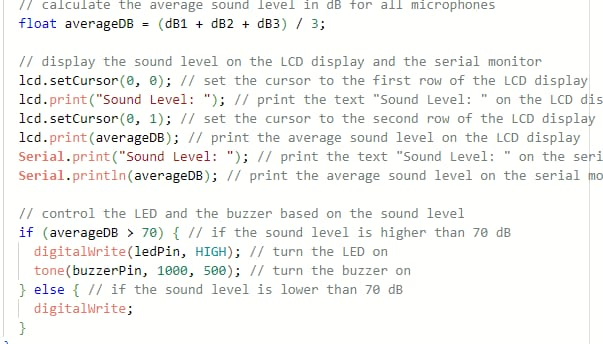 // calculate the average sound level in dB for all microphones
float averageDB = (dB1 + dB2 + dB3) / 3;
// display the sound level on the LCD display and the serial monitor
lcd.setCursor(0, 0); // set the cursor to the first row of the LCD display
lcd.print("Sound Level: "); // print the text "Sound Level: " on the LCD dis
lcd.setCursor(0, 1); // set the cursor to the second row of the LCD display
lcd.print(averageDB); // print the average sound level on the LCD display
Serial.print("Sound Level: "); // print the text "Sound Level: " on the seri
Serial.println(averageDB); // print the average sound level on the serial mo
// control the LED and the buzzer based on the sound level
if (averageDB > 70) { // if the sound level is higher than 70 dB
digitalWrite(ledPin, HIGH); // turn the LED on
tone(buzzerPin, 1000, 500); // turn the buzzer on
} else { // if the sound level is lower than 70 dB
digitalWrite;
}
}